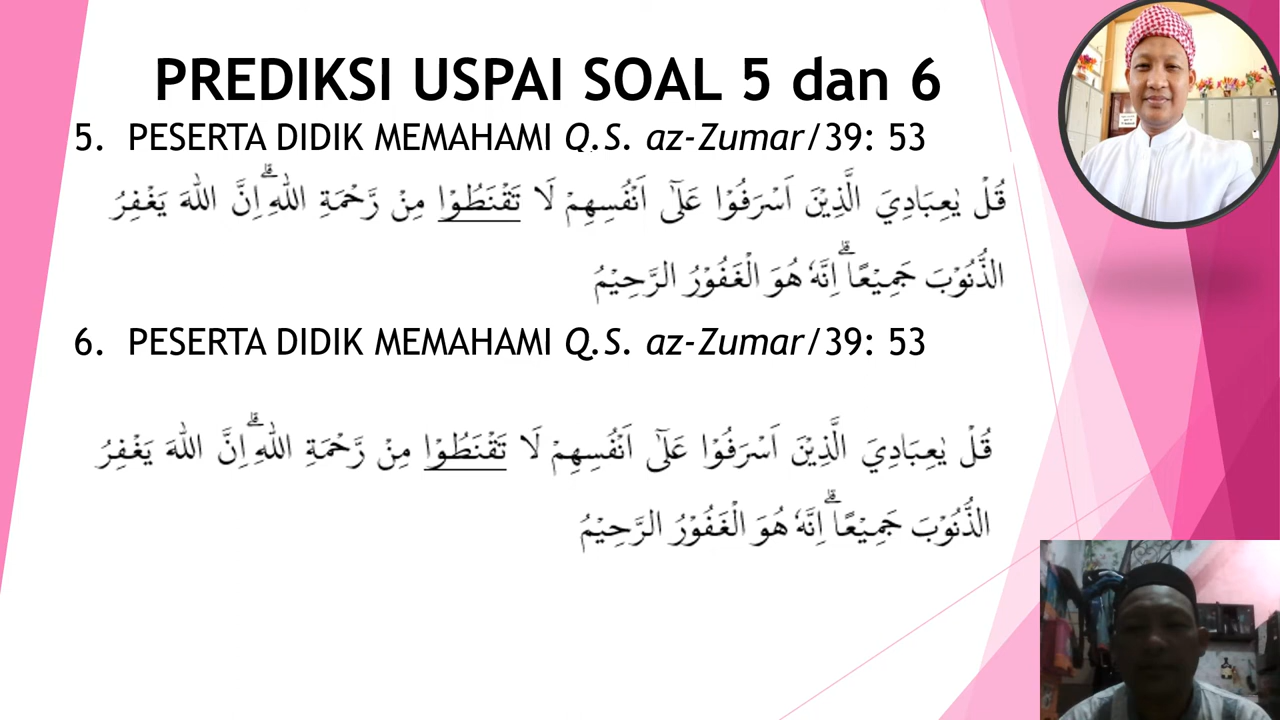 PREDIKSI USPAI SOAL 5 dan 6
5. PESERTA DIDIK MEMAHAMI Q.S. az-Zumar/39: 53
قُلْ يٰعِبَادِيَ الَّذِيْنَ اَسْرَفُوْا عَلٰٓى اَنْفُسِهِمْ لَا تَقْنَطُوْا مِنْ رَّحْمَةِ اللّٰهِ ۗاِنَّ اللّٰهَ يَغْفِرُ
الذُّنُوْبَ جَمِيْعًا ۗاِنَّهٗ هُوَ الْغَفُوْرُ الرَّحِيْمُ
6. PESERTA DIDIK MEMAHAMI Q.S. az-Zumar/39: 53
قُلْ يٰعِبَادِيَ الَّذِيْنَ اَسْرَفُوْا عَلٰٓى اَنْفُسِهِمْ لَا تَقْنَطُوْا مِنْ رَّحْمَةِ اللّٰهِ ۗاِنَّ اللّٰهَ يَغْفِرُ
الذُّنُوْبَ جَمِيْعًا ۗاِنَّهٗ هُوَ الْغَفُوْرُ الرَّحِيْمُ